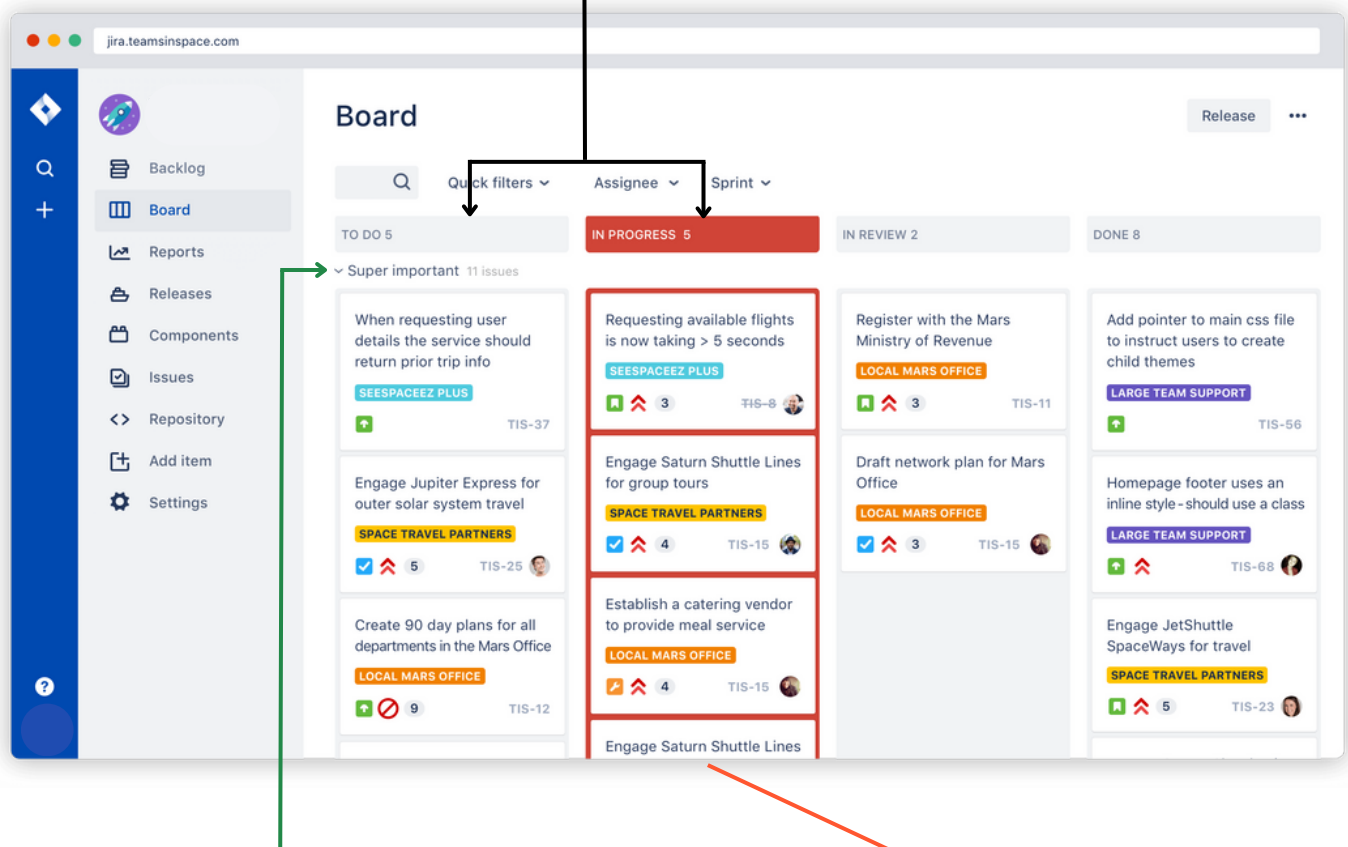 jira.teamsinspace.com
Board
Release
Backlog
Board
Reports
Releases
Components
Issues
Repository
Add item
Settings
Quick filters
Assignee
Sprint
TO DO 5
IN PROGRESS 5
IN REVIEW 2
DONE 8
Super important 11 issues
When requesting user
details the service should
return prior trip info
SEESPACEEZ PLUS
TIS-37
Engage Jupiter Express for
outer solar system travel
SPACE TRAVEL PARTNERS
5 TIS-25
Create 90 day plans for all
departments in the Mars Office
LOCAL MARS OFFICE
9 TIS-12
Requesting available flights
is now taking > 5 seconds
SEESPACEEZ PLUS
3 TIS-8
Engage Saturn Shuttle Lines
for group tours
SPACE TRAVEL PARTNERS
4 TIS-15
Establish a catering vendor
to provide meal service
LOCAL MARS OFFICE
4 TIS-15
Engage Saturn Shuttle Lines
Register with the Mars
Ministry of Revenue
LOCAL MARS OFFICE
3 TIS-11
Draft network plan for Mars
Office
LOCAL MARS OFFICE
3 TIS-15
Add pointer to main css file
to instruct users to create
child themes
LARGE TEAM SUPPORT
TIS-56
Homepage footer uses an
inline style-should use a class
LARGE TEAM SUPPORT
TIS-68
Engage JetShuttle
SpaceWays for travel
SPACE TRAVEL PARTNERS
5 TIS-23